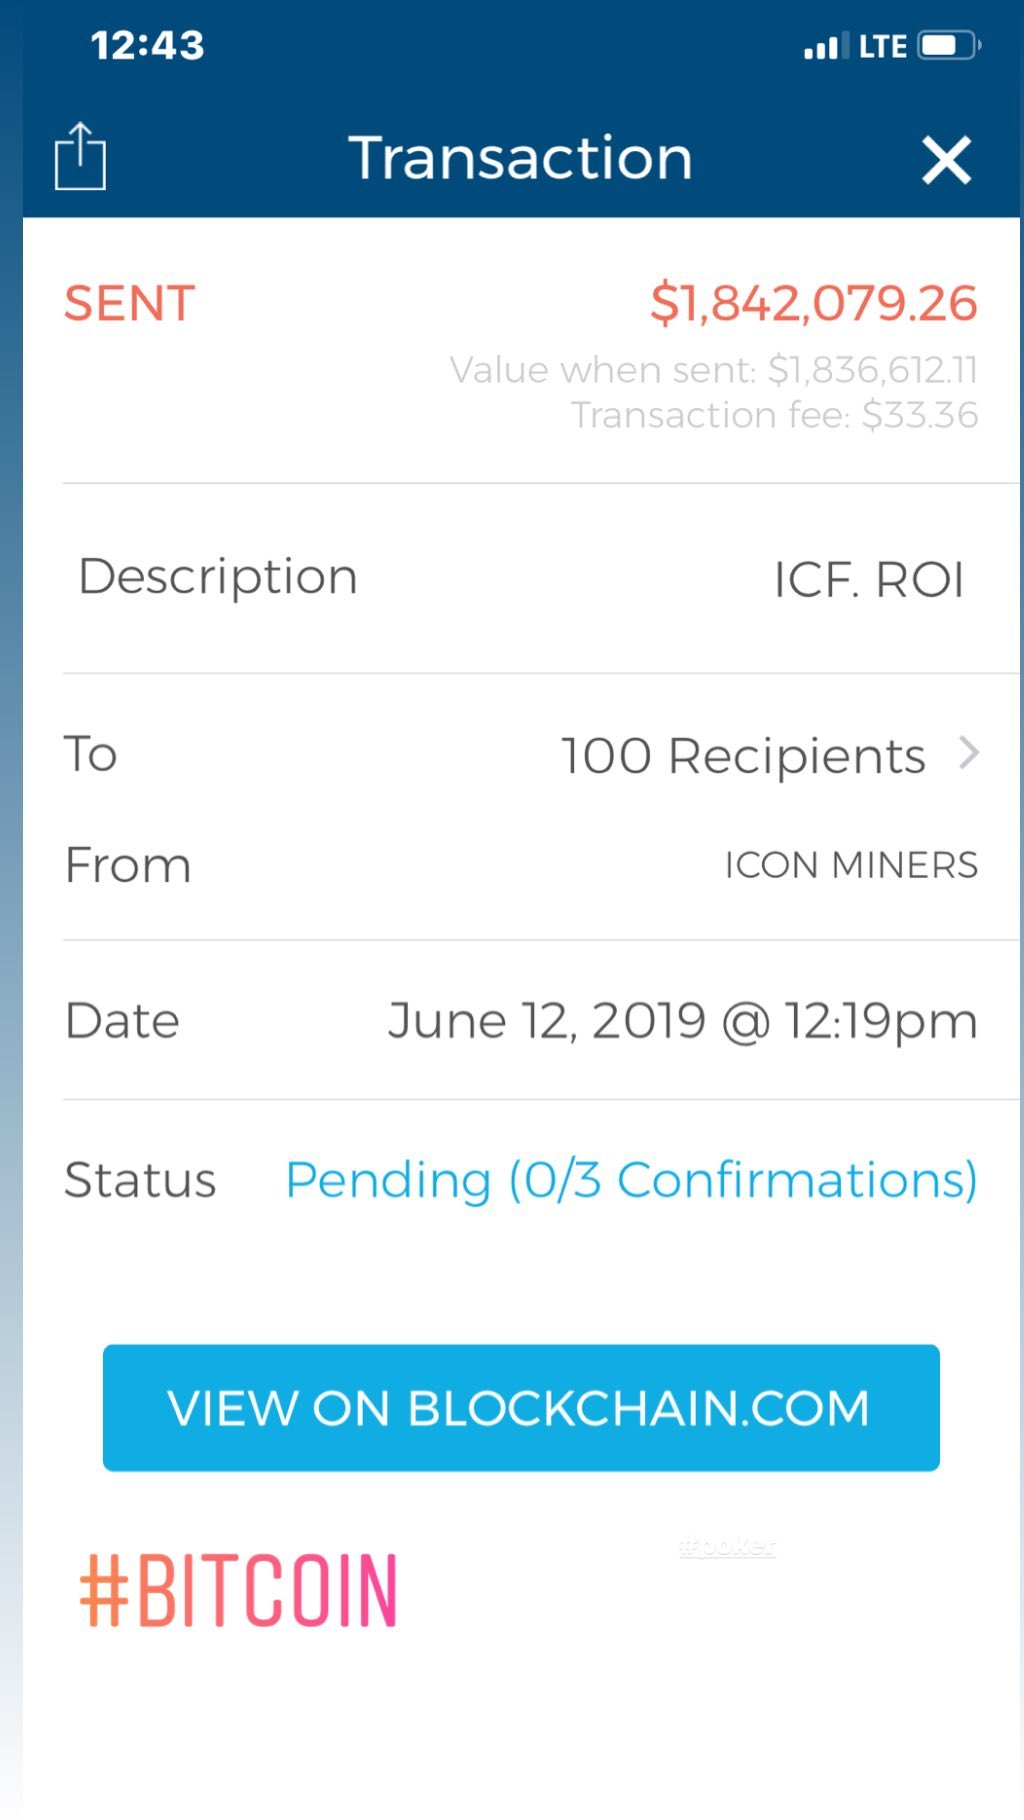 12:43 LTE
Transaction
SENT $1,842,079.26
Value when sent: $1,836,612.11
Transaction fee: $33.36
Description ICF. ROI
To 100 Recipients
From ICON MINERS
Date June 12, 2019 @ 12:19pm
Status Pending (0/3 Confirmations)
VIEW ON BLOCKCHAIN.COM
#poker
#BITCOIN